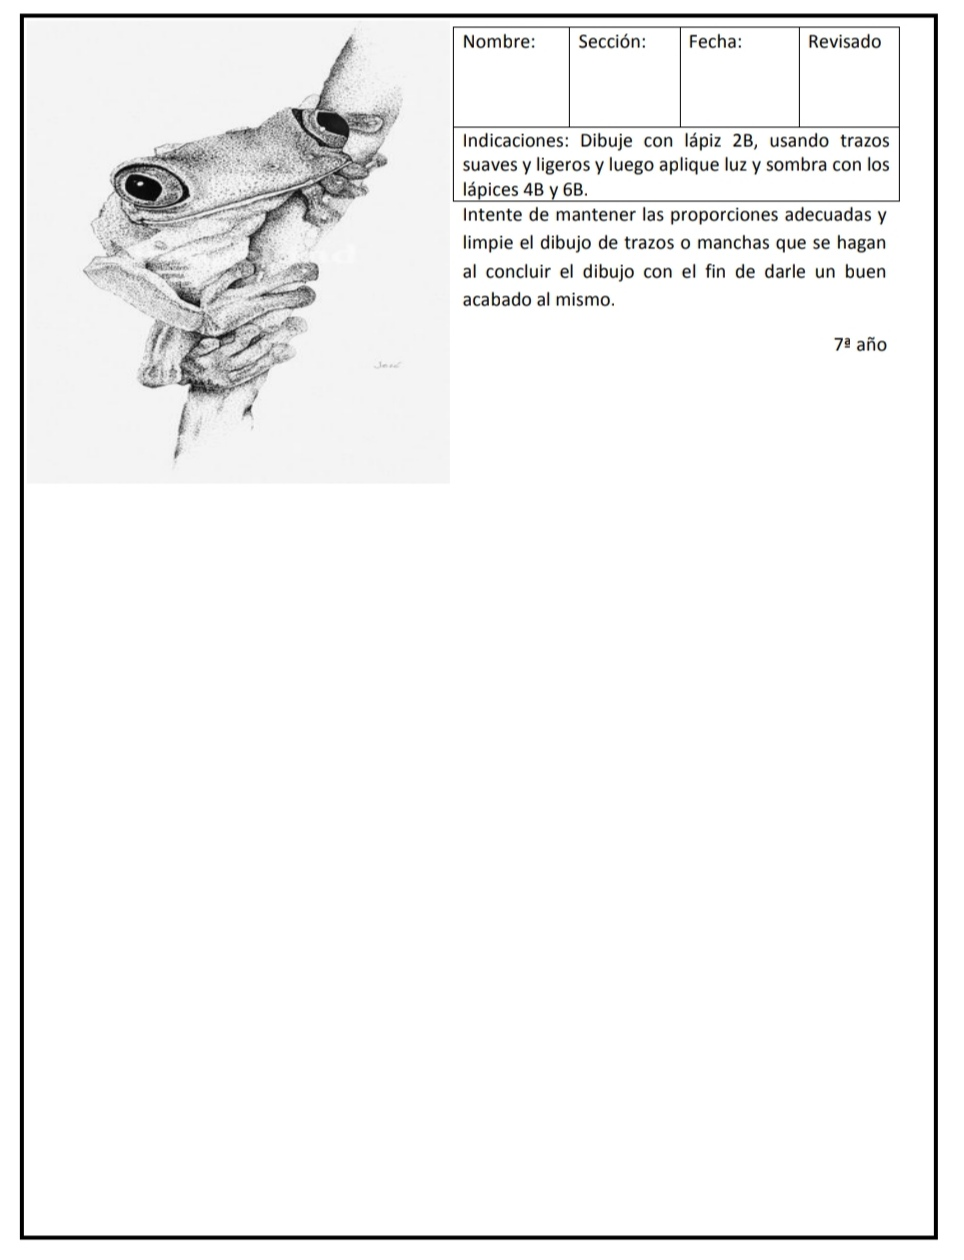 Nombre:
Sección:
Fecha:
Revisado
Indicaciones: Dibuje con lápiz 2B, usando trazos
suaves y ligeros y luego aplique luz y sombra con los
lápices 4B y 6B.
Intente de mantener las proporciones adecuadas y
limpie el dibujo de trazos o manchas que se hagan
al concluir el dibujo con el fin de darle un buen
acabado al mismo.
7ª año